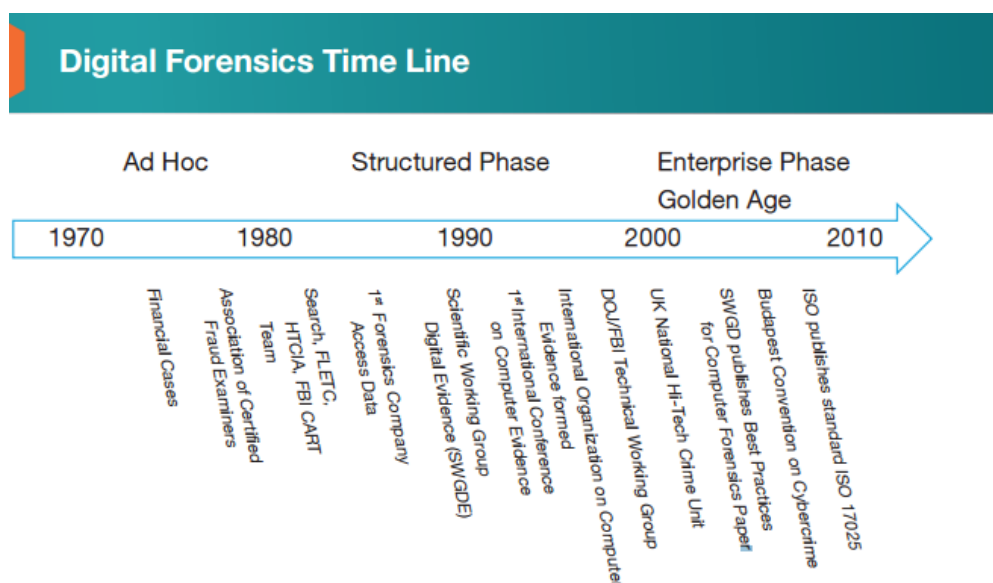 Digital Forensics Time Line
Ad Hoc
Structured Phase
Enterprise Phase
Golden Age
1970
1980
1990
2000
2010
Financial Cases
Association of Certified
Fraud Examiners
Search, FLETC,
HTCIA, FBI CART
Team
1st Forensics Company
Access Data
Scientific Working Group
Digital Evidence (SWGDE)
1st International Conference
on Computer Evidence
International Organization on Compute
Evidence formed
DOJ/FBI Technical Working Group
UK National Hi-Tech Crime Unit
SWGD publishes Best Practices
for Computer Forensics Paper
Budapest Convention on Cybercrime
ISO publishes standard ISO 17025